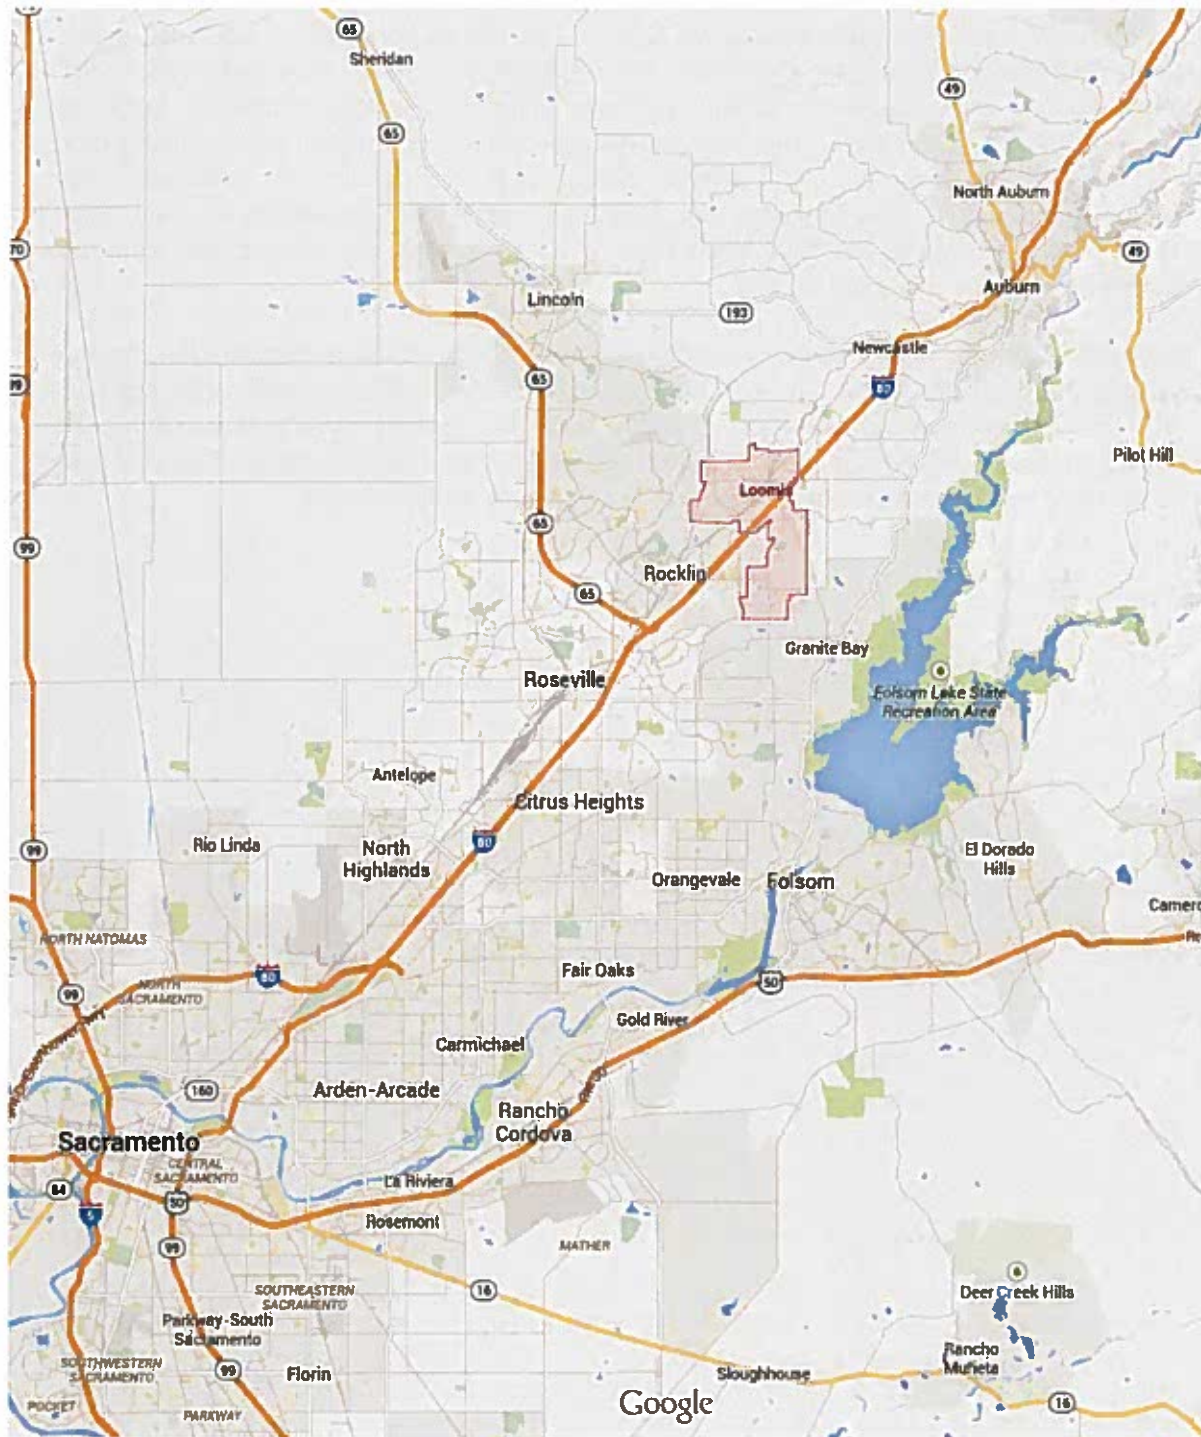 65
Sheridan
65
49
North Auburn
70
49
Auburn
Lincoln
193
Newcastle
65
80
Pilot Hill
Loomis
65
99
Rocklin
65
Granite Bay
Roseville
Folsom Lake State
Recreation Area
Antelope
Citrus Heights
80
Rio Linda
North
Highlands
99
El Dorado
Hills
Orangevale
Folsom
Camero
NORTH NATOMAS
Fair Oaks
80
50
NORTH
SACRAMENTO
99
Gold River
Carmichael
160
Arden-Arcade
Rancho
Cordova
Sacramento
CENTRAL
SACRAMENTO
La Riviera
84
50
5
Rosemont
99
MATHER
16
SOUTHEASTERN
SACRAMENTO
Deer Creek Hills
Parkway-South
Sacramento
Rancho
Murieta
SOUTHWESTERN
SACRAMENTO
99
Florin
Sloughhouse
POCKET
PARKWAY
Google
16